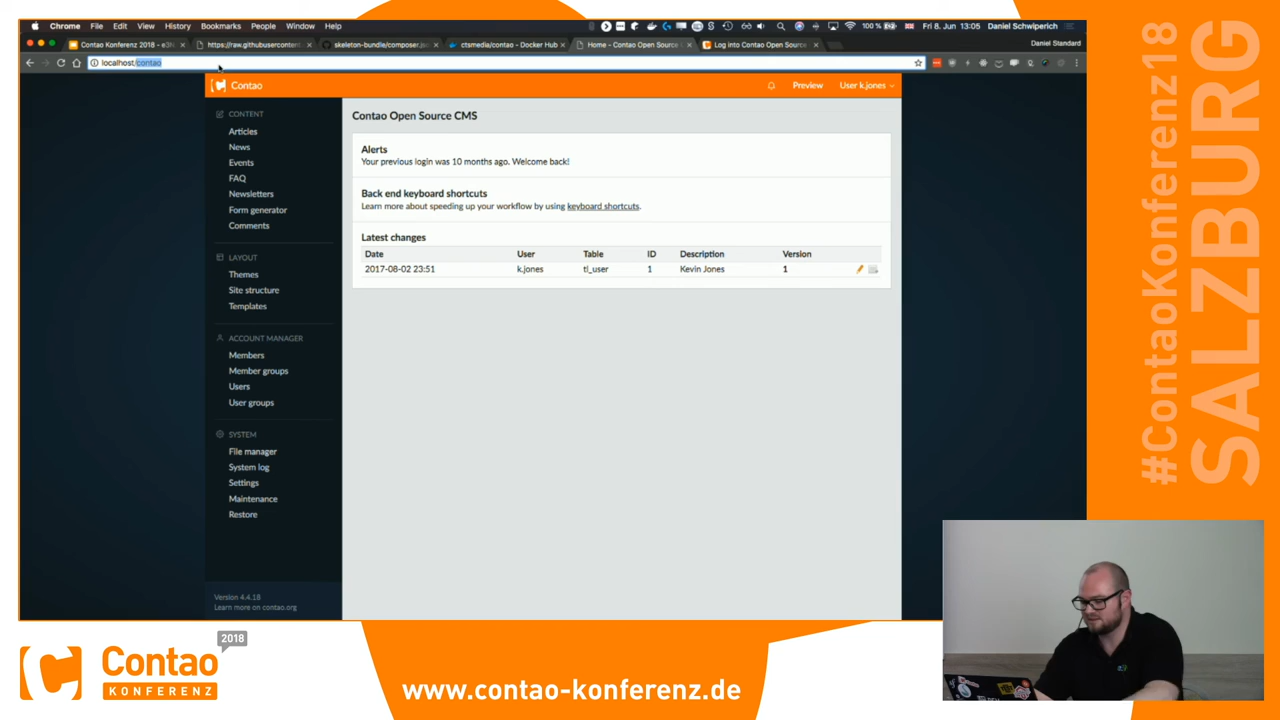 Chrome File Edit View History Bookmarks People Window Help
100 % Fri 8. Jun 13:05 Daniel Schwiperich
Contao Konferenz 2018 - e3N
https://raw.githubusercontent
skeleton-bundle/composer.js
ctsmedia/contao - Docker Hub
Home - Contao Open Source C
Log into Contao Open Source
Daniel Standard
localhost/contao
Contao
Preview
User k.jones
CONTENT
Articles
News
Events
FAQ
Newsletters
Form generator
Comments
LAYOUT
Themes
Site structure
Templates
ACCOUNT MANAGER
Members
Member groups
Users
User groups
SYSTEM
File manager
System log
Settings
Maintenance
Restore
Version 4.4.18
Learn more on contao.org
Contao Open Source CMS
Alerts
Your previous login was 10 months ago. Welcome back!
Back end keyboard shortcuts
Learn more about speeding up your workflow by using keyboard shortcuts.
Latest changes
Date User Table ID Description Version
2017-08-02 23:51 k.jones tl_user 1 Kevin Jones 1
#ContaoKonferenz18
SALZBURG
2018
Contao
KONFERENZ
www.contao-konferenz.de